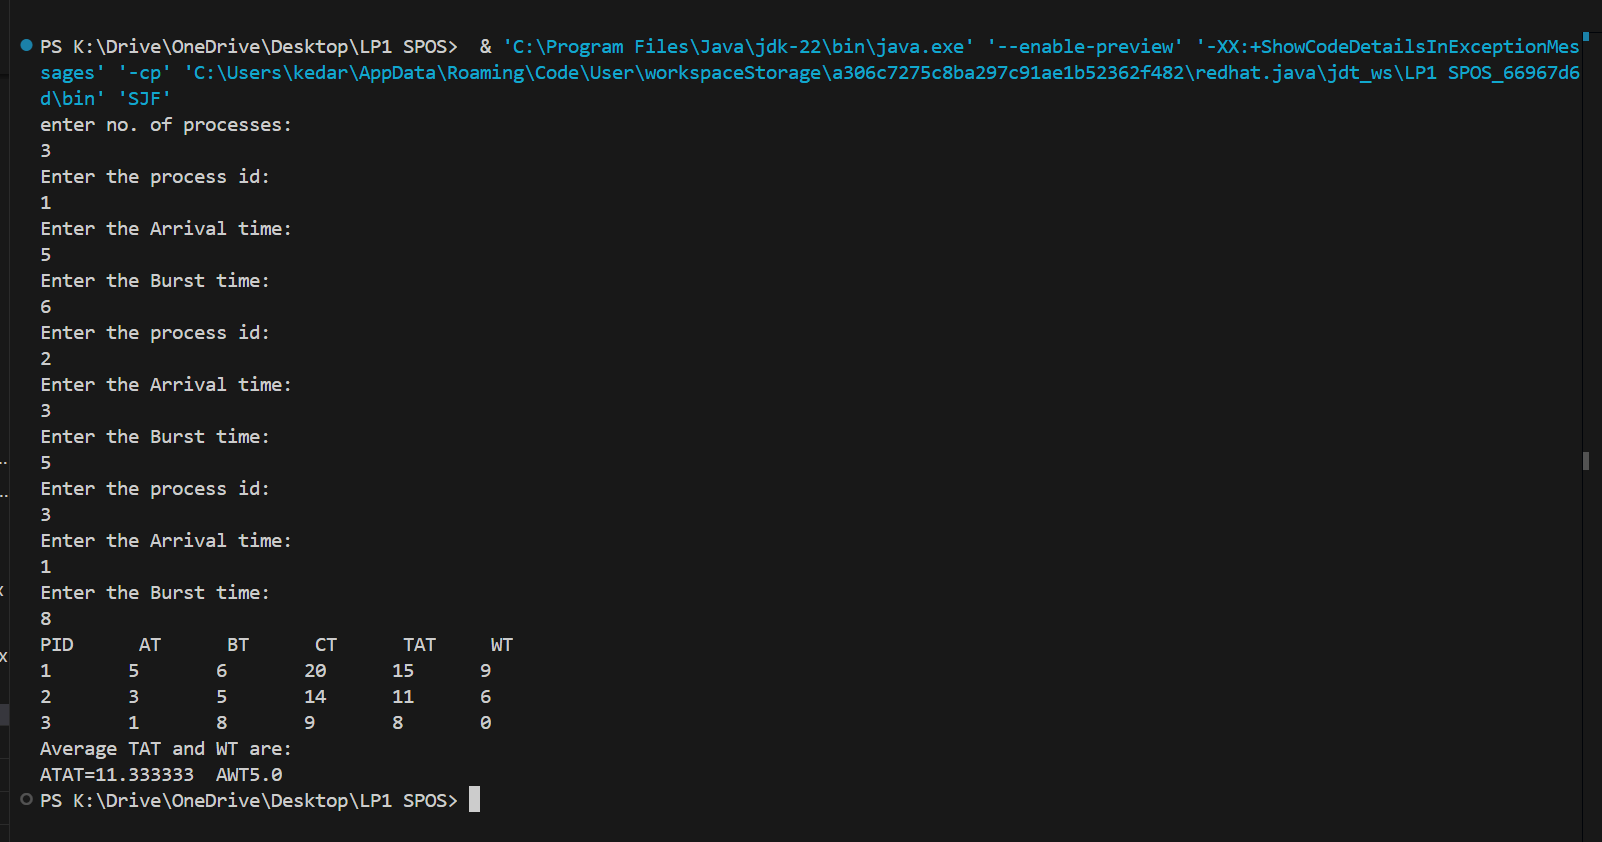 PS K:\Drive\OneDrive\Desktop\LP1 SPOS>  & 'C:\Program Files\Java\jdk-22\bin\java.exe' '--enable-preview' '-XX:+ShowCodeDetailsInExceptionMes
sages' '-cp' 'C:\Users\kedar\AppData\Roaming\Code\User\workspaceStorage\a306c7275c8ba297c91ae1b52362f482\redhat.java\jdt_ws\LP1 SPOS_66967d6
d\bin' 'SJF'
enter no. of processes:
3
Enter the process id:
1
Enter the Arrival time:
5
Enter the Burst time:
6
Enter the process id:
2
Enter the Arrival time:
3
Enter the Burst time:
5
Enter the process id:
3
Enter the Arrival time:
1
Enter the Burst time:
8
PID      AT      BT      CT      TAT     WT
1       5       6       20      15      9
2       3       5       14      11      6
3       1       8       9       8       0
Average TAT and WT are:
ATAT=11.333333  AWT5.0
PS K:\Drive\OneDrive\Desktop\LP1 SPOS>